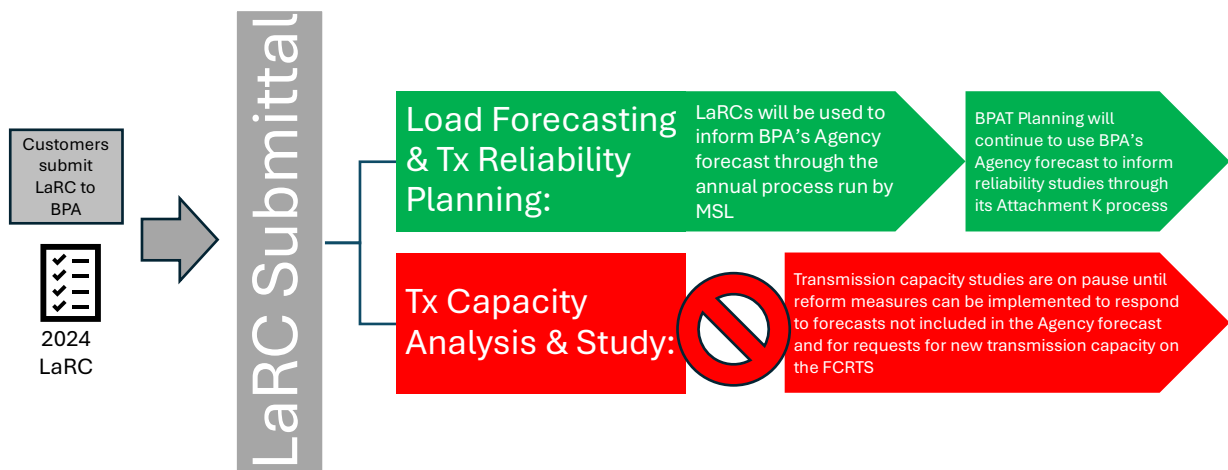 Customers
submit
LaRC to
BPA
2024
LaRC
LaRC Submittal
Load Forecasting
& Tx Reliability
Planning:
LaRCs will be used to
inform BPA’s Agency
forecast through the
annual process run by
MSL
BPAT Planning will
continue to use BPA’s
Agency forecast to inform
reliability studies through
its Attachment K process
Tx Capacity
Analysis & Study:
Transmission capacity studies are on pause until
reform measures can be implemented to respond
to forecasts not included in the Agency forecast
and for requests for new transmission capacity on
the FCRTS